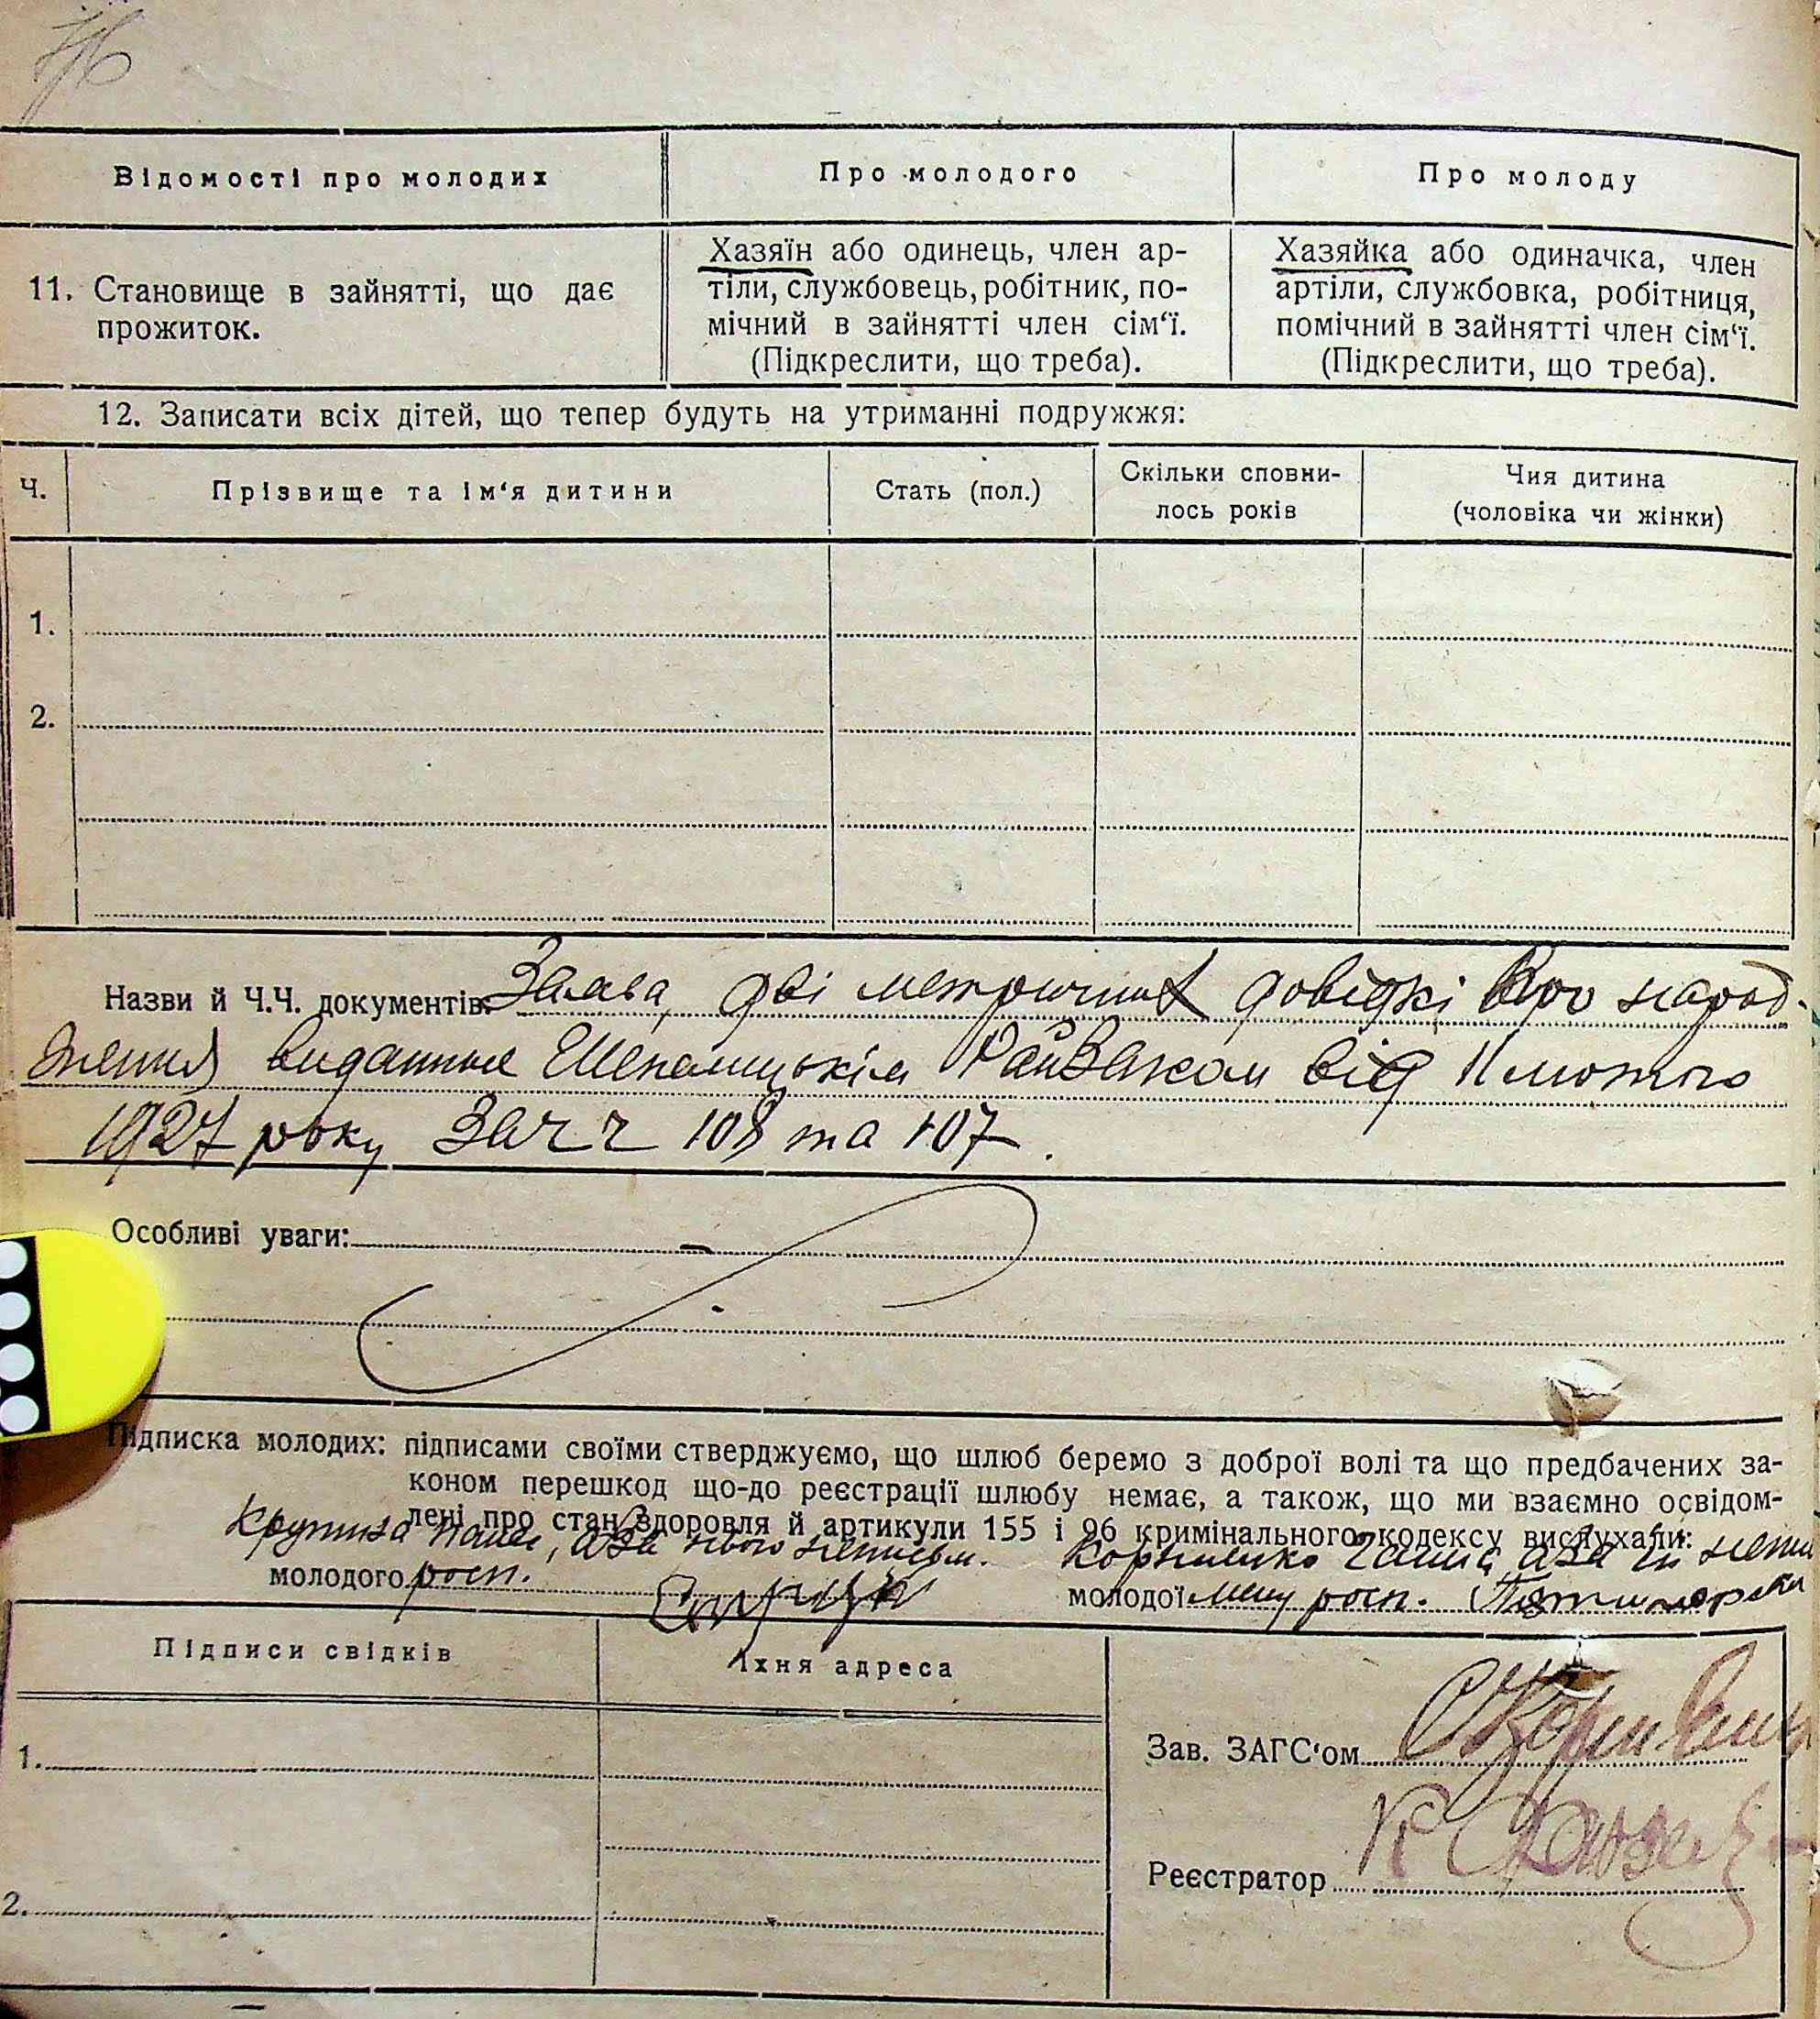 Відомості про молодих
Про молодого
Про молоду
11. Становище в зайнятті, що дає
прожиток.
Хазяїн або одинець, член ар-
тіли, службовець, робітник, по-
мічний в зайнятті член сім‘ї.
(Підкреслити, що треба).
Хазяйка або одиначка, член
артіли, службовка, робітниця,
помічний в зайнятті член сім‘ї.
(Підкреслити, що треба).
12. Записати всіх дітей, що тепер будуть на утриманні подружжя:
Ч.
Прізвище та ім‘я дитини
Стать (пол.)
Скільки сповни-
лось років
Чия дитина
(чоловіка чи жінки)
1.
2.
Назви й Ч.Ч. документів: Заява, дві метричних довідкі про народ-
ження виданные Райзаксом від 11 лютого
1927 року за ч ч 108 та 107.
Особливі уваги:
Підписка молодих: підписами своїми стверджуємо, що шлюб беремо з доброї волі та що предбачених за-
коном перешкод що-до реєстрації шлюбу немає, а також, що ми взаємно освідом-
лені про стан здоровля й артикули 155 і 96 кримінального кодексу вислухали:
молодого росп.
молодої росп.
Підписи свідків
Їхня адреса
1.
2.
Зав. ЗАГС‘ом
Реєстратор